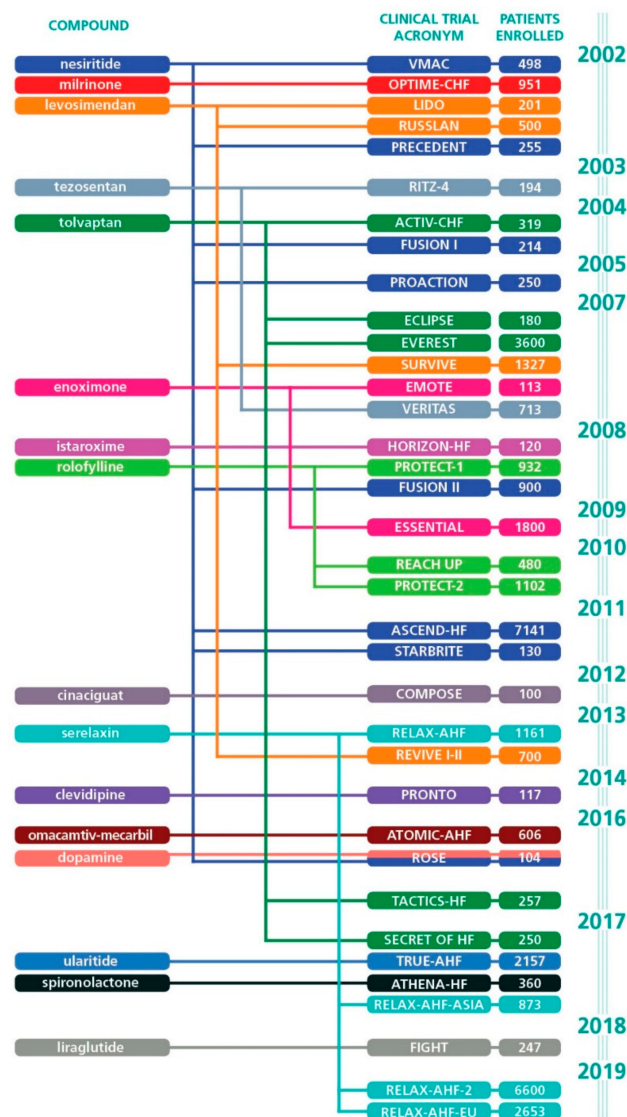 COMPOUND CLINICAL TRIAL ACRONYM PATIENTS ENROLLED
2002
nesiritide VMAC 498
milrinone OPTIME-CHF 951
levosimendan LIDO 201
RUSSLAN 500
PRECEDENT 255
2003
tezosentan RITZ-4 194
2004
tolvaptan ACTIV-CHF 319
FUSION I 214
2005
PROACTION 250
2007
ECLIPSE 180
EVEREST 3600
SURVIVE 1327
enoximone EMOTE 113
VERITAS 713
2008
istaroxime HORIZON-HF 120
rolofylline PROTECT-1 932
FUSION II 900
2009
ESSENTIAL 1800
2010
REACH UP 480
PROTECT-2 1102
2011
ASCEND-HF 7141
STARBRITE 130
2012
cinaciguat COMPOSE 100
2013
serelaxin RELAX-AHF 1161
REVIVE I-II 700
2014
clevidipine PRONTO 117
2016
omacamtiv-mecarbil ATOMIC-AHF 606
dopamine ROSE 104
TACTICS-HF 257
2017
SECRET OF HF 250
ularitide TRUE-AHF 2157
spironolactone ATHENA-HF 360
RELAX-AHF-ASIA 873
2018
liraglutide FIGHT 247
2019
RELAX-AHF-2 6600
RELAX-AHF-EU 2653